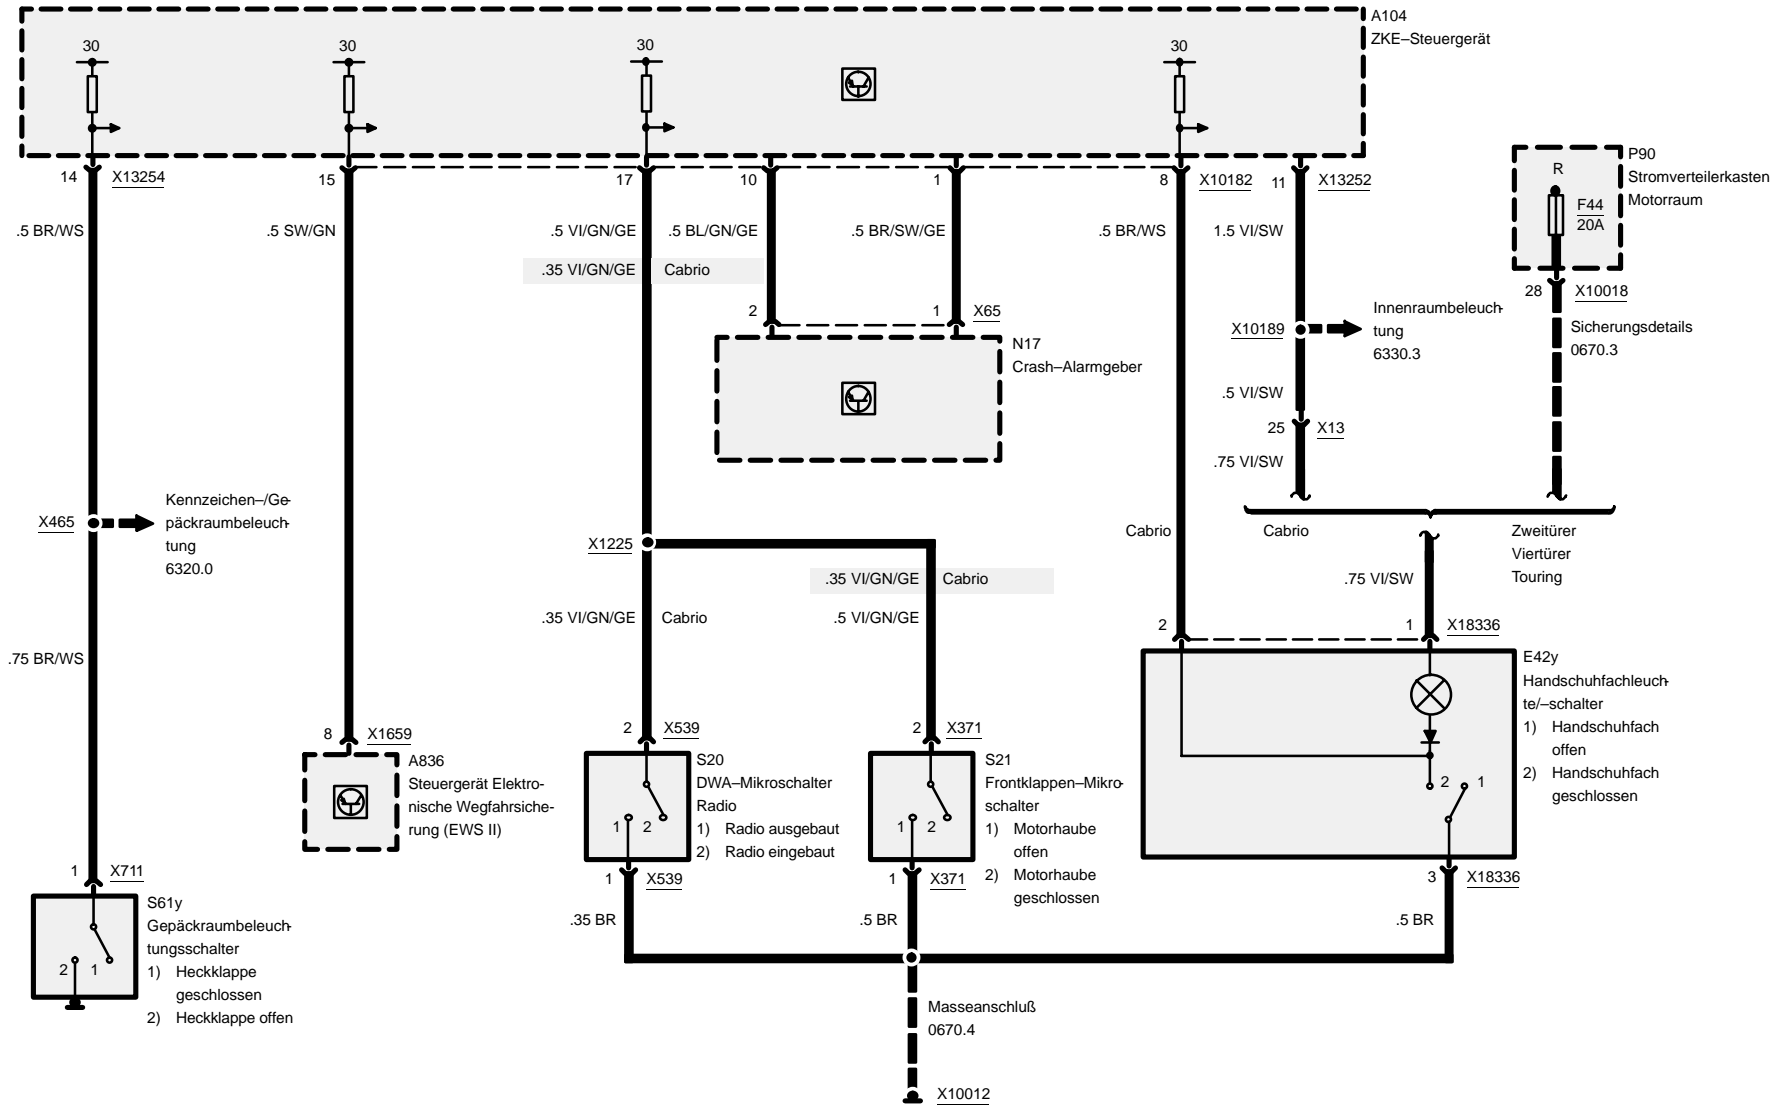 A104
ZKE–Steuergerät
30
30
30
30
14
X13254
15
17
10
1
8
X10182
11
X13252
P90
Stromverteilerkasten
Motorraum
R
F44
20A
28
X10018
.5 BR/WS
.5 SW/GN
.5 VI/GN/GE
.5 BL/GN/GE
.5 BR/SW/GE
.5 BR/WS
1.5 VI/SW
.35 VI/GN/GE
Cabrio
2
1
X65
N17
Crash–Alarmgeber
X10189
Innenraumbeleuch-
tung
6330.3
Sicherungsdetails
0670.3
.5 VI/SW
25
X13
.75 VI/SW
X465
Kennzeichen–/Ge-
päckraumbeleuch-
tung
6320.0
X1225
Cabrio
Cabrio
Zweitürer
Viertürer
Touring
.35 VI/GN/GE
Cabrio
.75 VI/SW
.35 VI/GN/GE
Cabrio
.5 VI/GN/GE
2
1
X18336
.75 BR/WS
E42y
Handschuhfachleuch-
te/–schalter
1) Handschuhfach
offen
2) Handschuhfach
geschlossen
2
1
8
X1659
A836
Steuergerät Elektro-
nische Wegfahrsiche-
rung (EWS II)
2
X539
S20
DWA–Mikroschalter
Radio
1) Radio ausgebaut
2) Radio eingebaut
1
2
2
X371
S21
Frontklappen–Mikro-
schalter
1) Motorhaube
offen
2) Motorhaube
geschlossen
1
2
1
X711
S61y
Gepäckraumbeleuch-
tungsschalter
1) Heckklappe
geschlossen
2) Heckklappe offen
2
1
1
X539
1
X371
3
X18336
.35 BR
.5 BR
.5 BR
Masseanschluß
0670.4
X10012